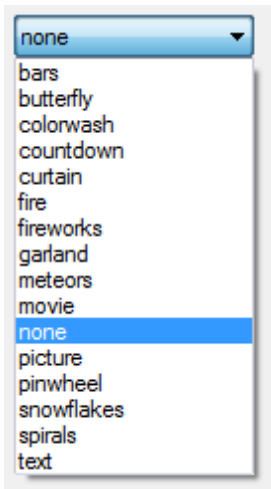 none
bars
butterfly
colorwash
countdown
curtain
fire
fireworks
garland
meteors
movie
none
picture
pinwheel
snowflakes
spirals
text